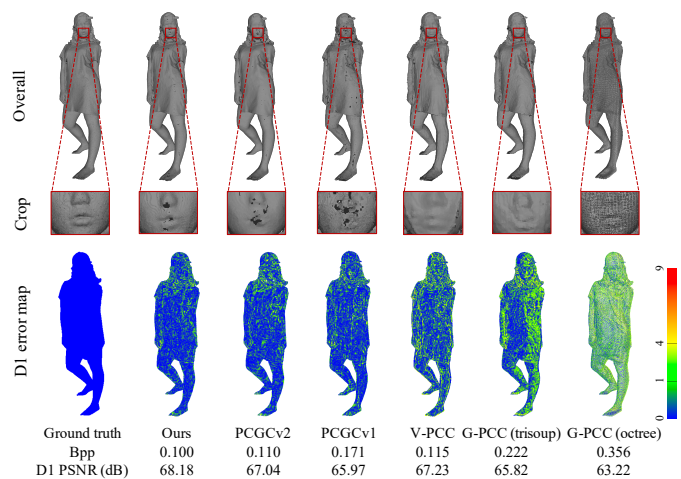 Overall
Crop
D1 error map
9
4
1
0
Ground truth Ours PCGCv2 PCGCv1 V-PCC G-PCC (trisoup) G-PCC (octree)
Bpp 0.100 0.110 0.171 0.115 0.222 0.356
D1 PSNR (dB) 68.18 67.04 65.97 67.23 65.82 63.22